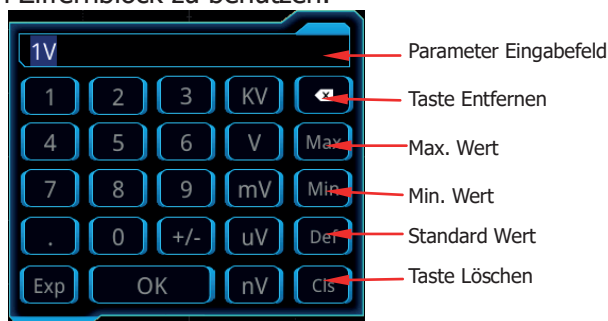 Ziffernblock zu benutzen.
1V
Parameter Eingabefeld
1 2 3 KV
Taste Entfernen
4 5 6 V Max
Max. Wert
7 8 9 mV Min
Min. Wert
. 0 +/- uV Def
Standard Wert
Exp OK nV Cls
Taste Löschen